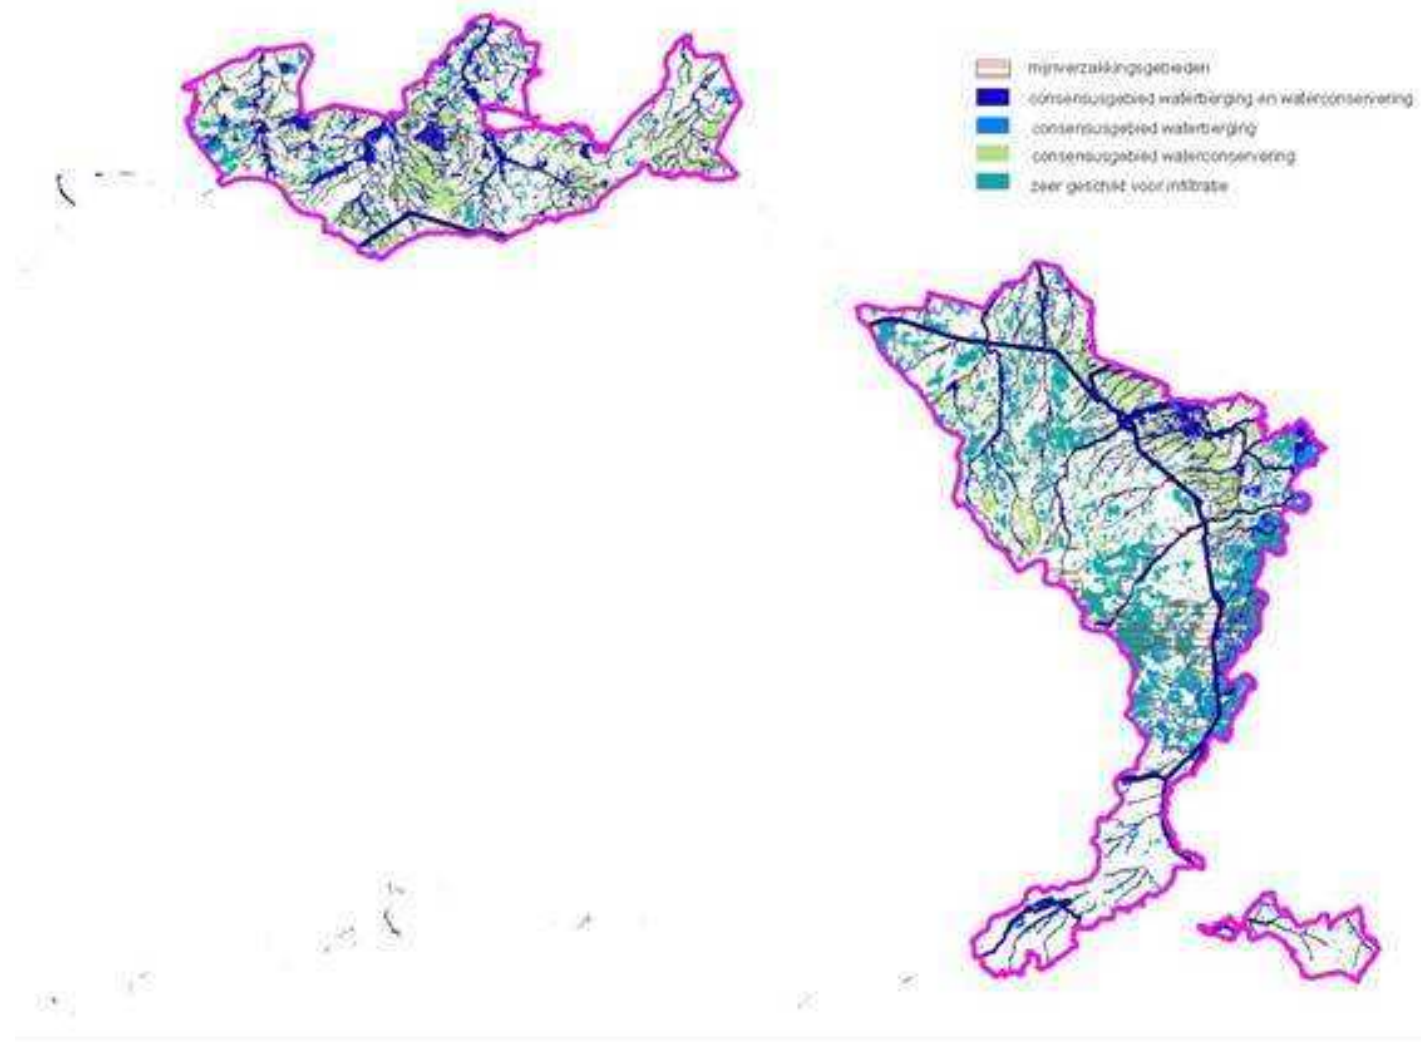 mijnverzakkingsgebieden
consensusgebied waterberging en waterconservering
consensusgebied waterberging
consensusgebied waterconservering
zeer geschikt voor infiltratie